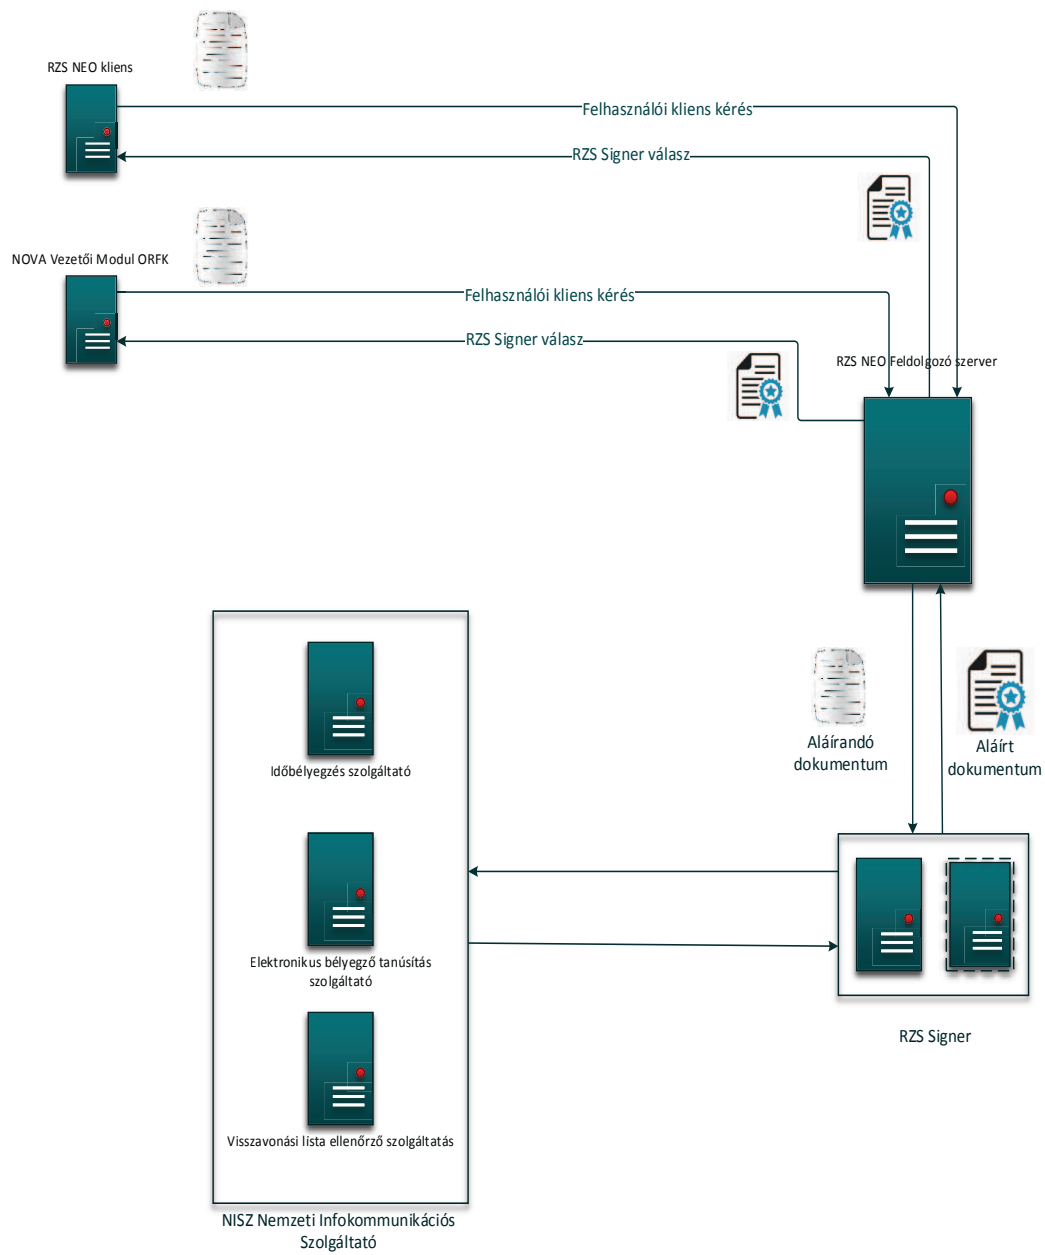 RZS NEO kliens
Felhasználói kliens kérés
RZS Signer válasz
NOVA Vezetői Modul ORFK
Felhasználói kliens kérés
RZS Signer válasz
RZS NEO Feldolgozó szerver
Aláírandó
dokumentum
Aláírt
dokumentum
Időbélyegzés szolgáltató
Elektronikus bélyegző tanúsítás
szolgáltató
Visszavonási lísta ellenőrző szolgáltatás
RZS Signer
NISZ Nemzeti Infokommunikációs
Szolgáltató